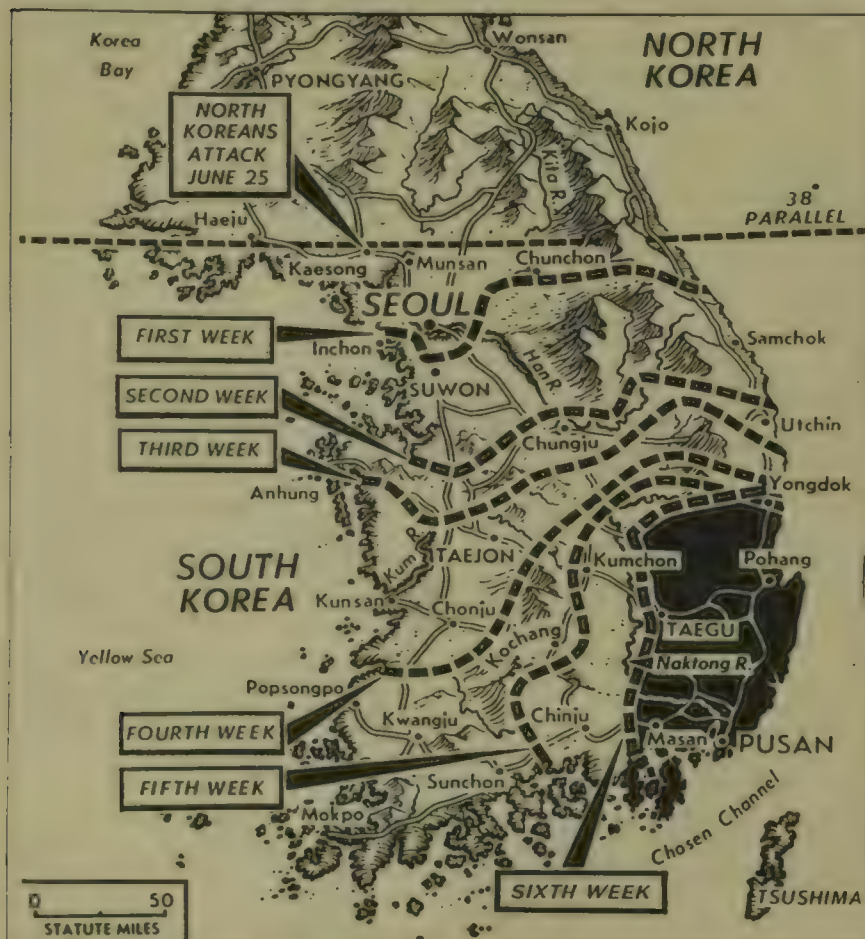 Korea
Bay
Wonsan
NORTH
KOREA
PYONGYANG
NORTH
KOREANS
ATTACK
JUNE 25
Kojo
Kita R.
38°
PARALLEL
Haeju
Kaesong
Munsan
Chunchon
SEOUL
FIRST WEEK
Inchon
Samchok
Han R.
SUWON
SECOND WEEK
Utchin
Chungju
THIRD WEEK
Anhung
Yongdok
Kum R.
TAEJON
Kumchon
Pohang
SOUTH
KOREA
Kunsan
Chonju
TAEGU
Kochang
Yellow Sea
Naktong R.
Popsongpo
FOURTH WEEK
Kwangju
Chinju
Masan
PUSAN
FIFTH WEEK
Sunchon
Mokpo
Chosen Channel
SIXTH WEEK
TSUSHIMA
0 50
STATUTE MILES